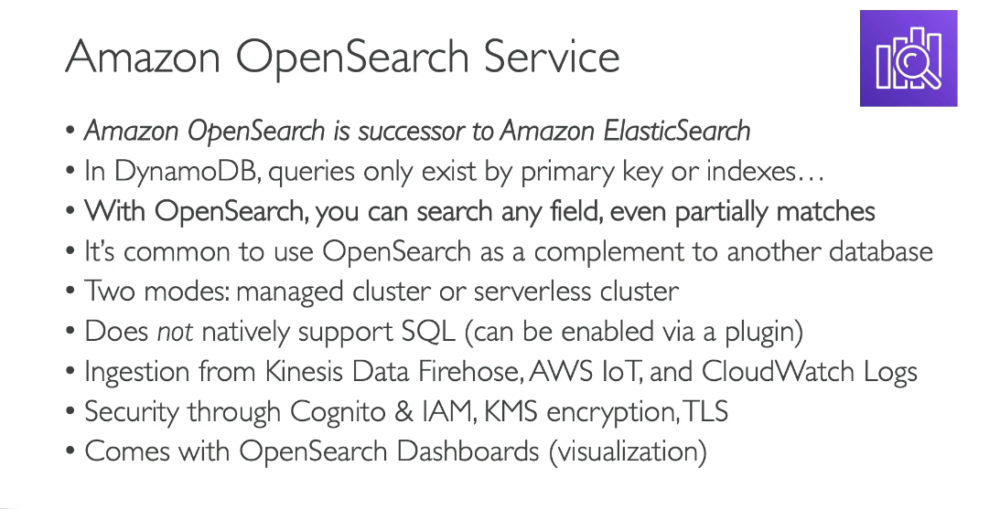 Amazon OpenSearch Service
• Amazon OpenSearch is successor to Amazon ElasticSearch
• In DynamoDB, queries only exist by primary key or indexes…
• With OpenSearch, you can search any field, even partially matches
• It’s common to use OpenSearch as a complement to another database
• Two modes: managed cluster or serverless cluster
• Does not natively support SQL (can be enabled via a plugin)
• Ingestion from Kinesis Data Firehose, AWS IoT, and CloudWatch Logs
• Security through Cognito & IAM, KMS encryption, TLS
• Comes with OpenSearch Dashboards (visualization)